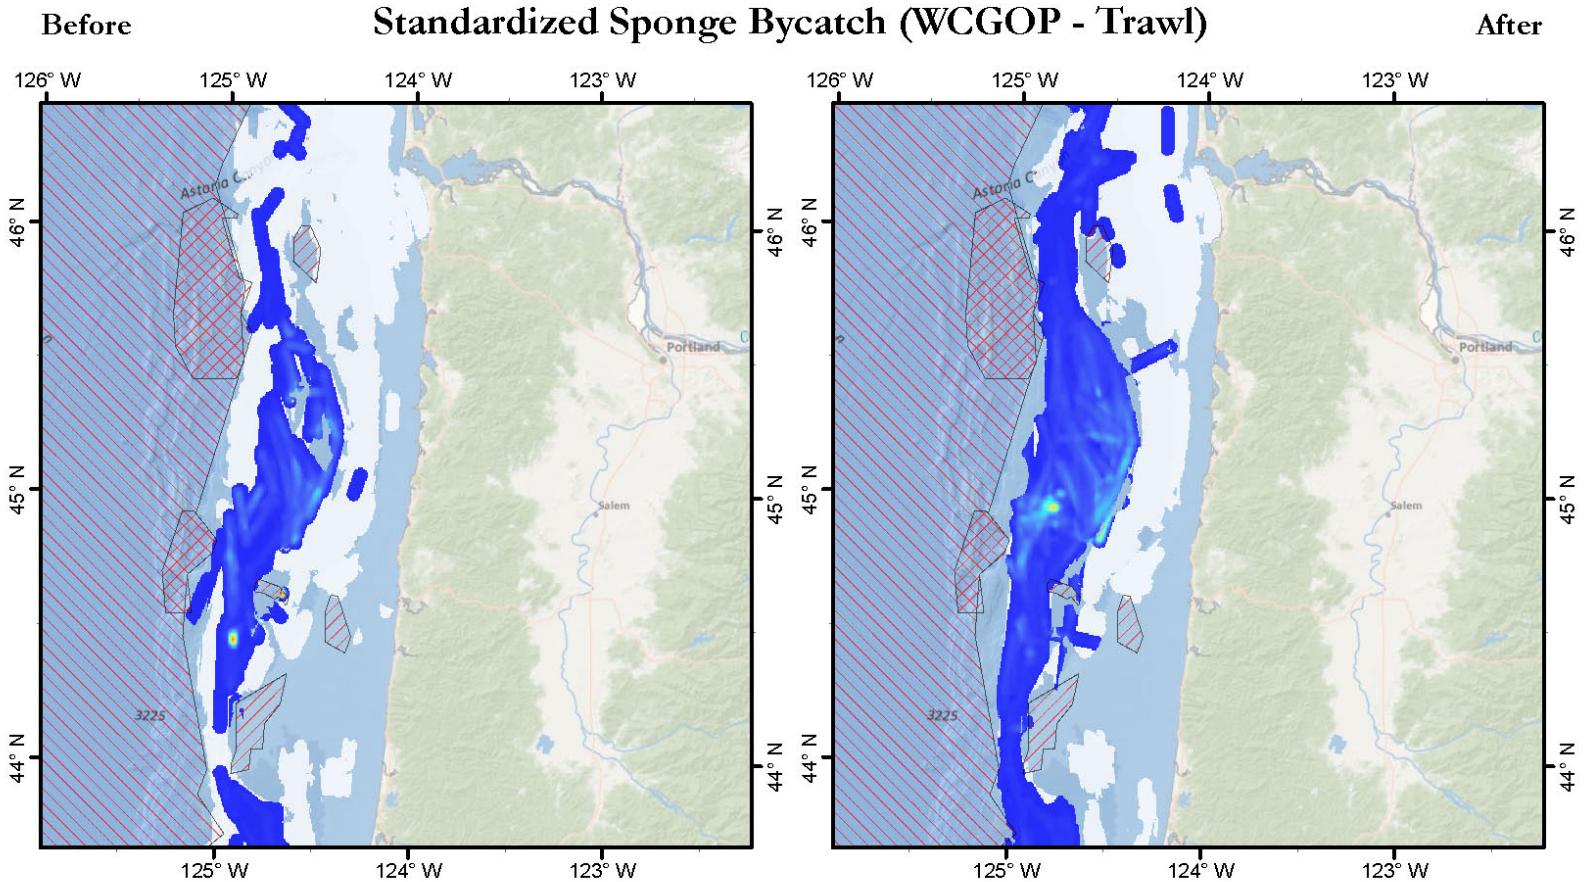 Before
Standardized Sponge Bycatch (WCGOP - Trawl)
After
126° W
125° W
124° W
123° W
126° W
125° W
124° W
123° W
Astoria
Astoria
46° N
46° N
46° N
46° N
Portland
Portland
45° N
45° N
45° N
45° N
Salem
Salem
3225
3225
44° N
44° N
44° N
44° N
125° W
124° W
123° W
125° W
124° W
123° W